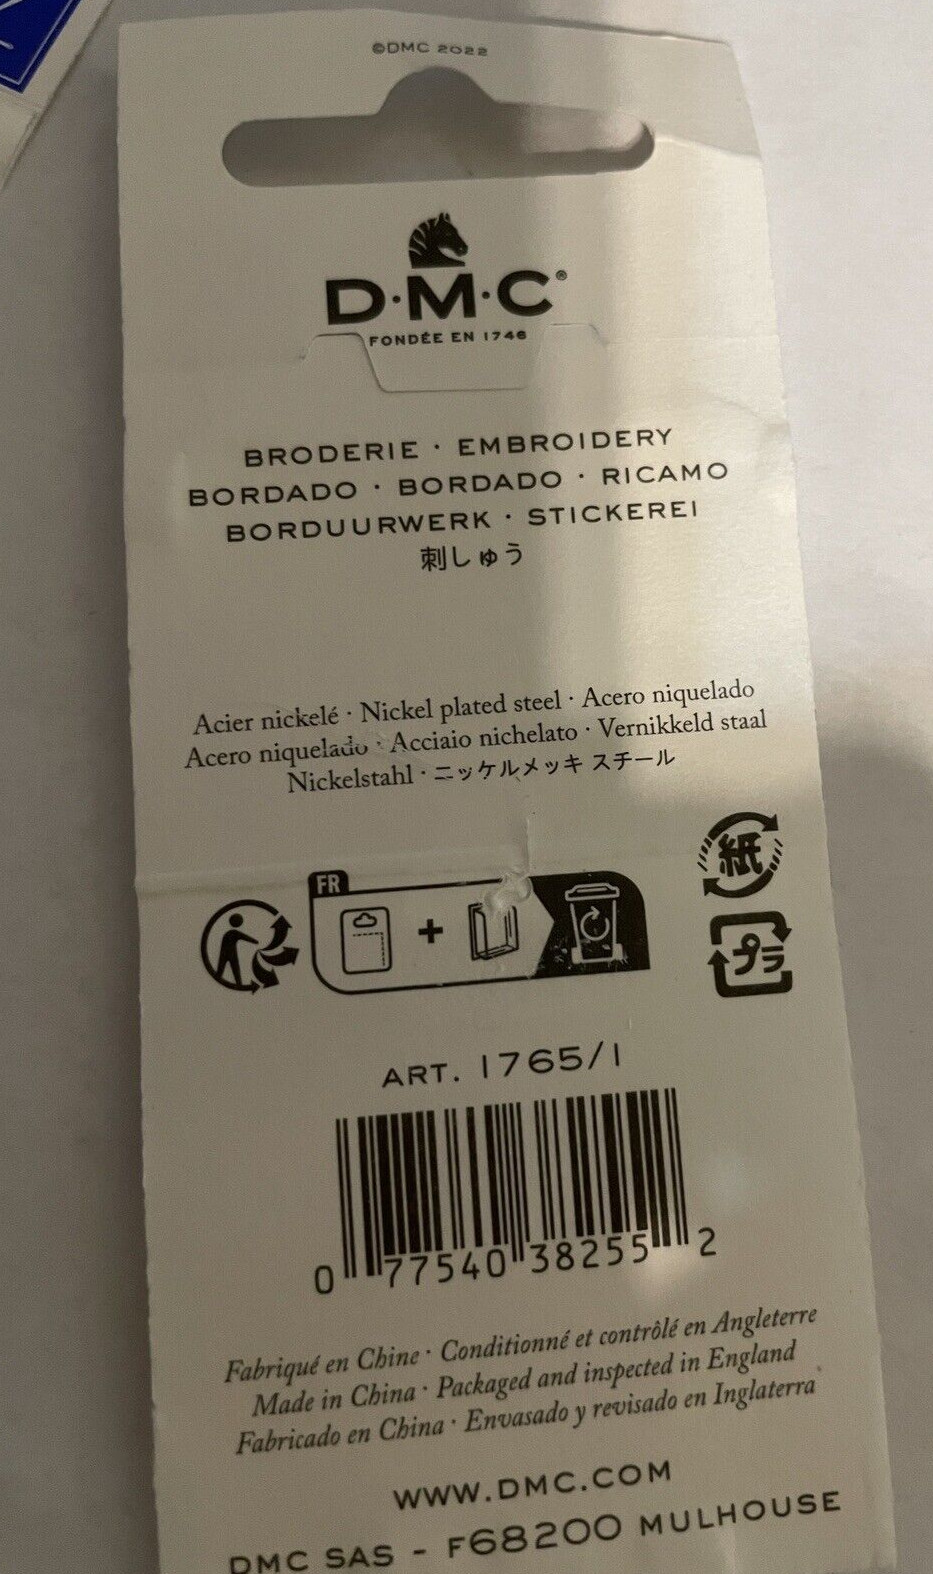 ©DMC 2022
D·M·C®
FONDÉE EN 1746
BRODERIE · EMBROIDERY
BORDADO · BORDADO · RICAMO
BORDUURWERK · STICKEREI
刺しゅう
Acier nickelé · Nickel plated steel · Acero niquelado
Acero niquelado · Acciaio nichelato · Vernikkeld staal
Nickelstahl · ニッケルメッキ スチール
FR
紙
プラ
ART. 1765/1
0 77540 38255 2
Fabriqué en Chine · Conditionné et contrôlé en Angleterre
Made in China · Packaged and inspected in England
Fabricado en China · Envasado y revisado en Inglaterra
WWW.DMC.COM
DMC SAS - F68200 MULHOUSE